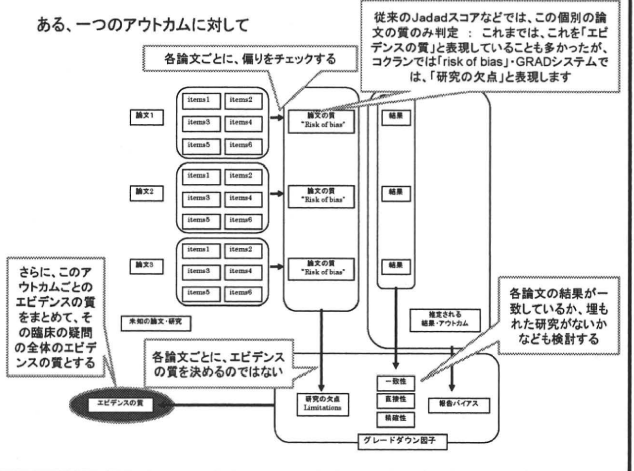 ある、一つのアウトカムに対して
従来のJadadスコアなどでは、この個別の論
文の質のみ判定 ： これまでは、これを「エビ
デンスの質」と表現していることも多かったが、
コクランでは「risk of bias」・GRADシステムで
は、「研究の欠点」と表現します
各論文ごとに、偏りをチェックする
論文1
items1
items2
items3
items4
items5
items6
論文の質
"Risk of bias"
結果
論文2
items1
items2
items3
items4
items5
items6
論文の質
"Risk of bias"
結果
論文3
items1
items2
items3
items4
items5
items6
論文の質
"Risk of bias"
結果
さらに、このア
ウトカムごとの
エビデンスの質
をまとめて、そ
の臨床の疑問
の全体のエビデ
ンスの質とする
未知の論文・研究
推定される
結果・アウトカム
各論文の結果が一
致しているか、埋も
れた研究がないか
なども検討する
各論文ごとに、エビデンス
の質を決めるのではない
エビデンスの質
研究の欠点
Limitations
一致性
直接性
精確性
報告バイアス
グレードダウン因子